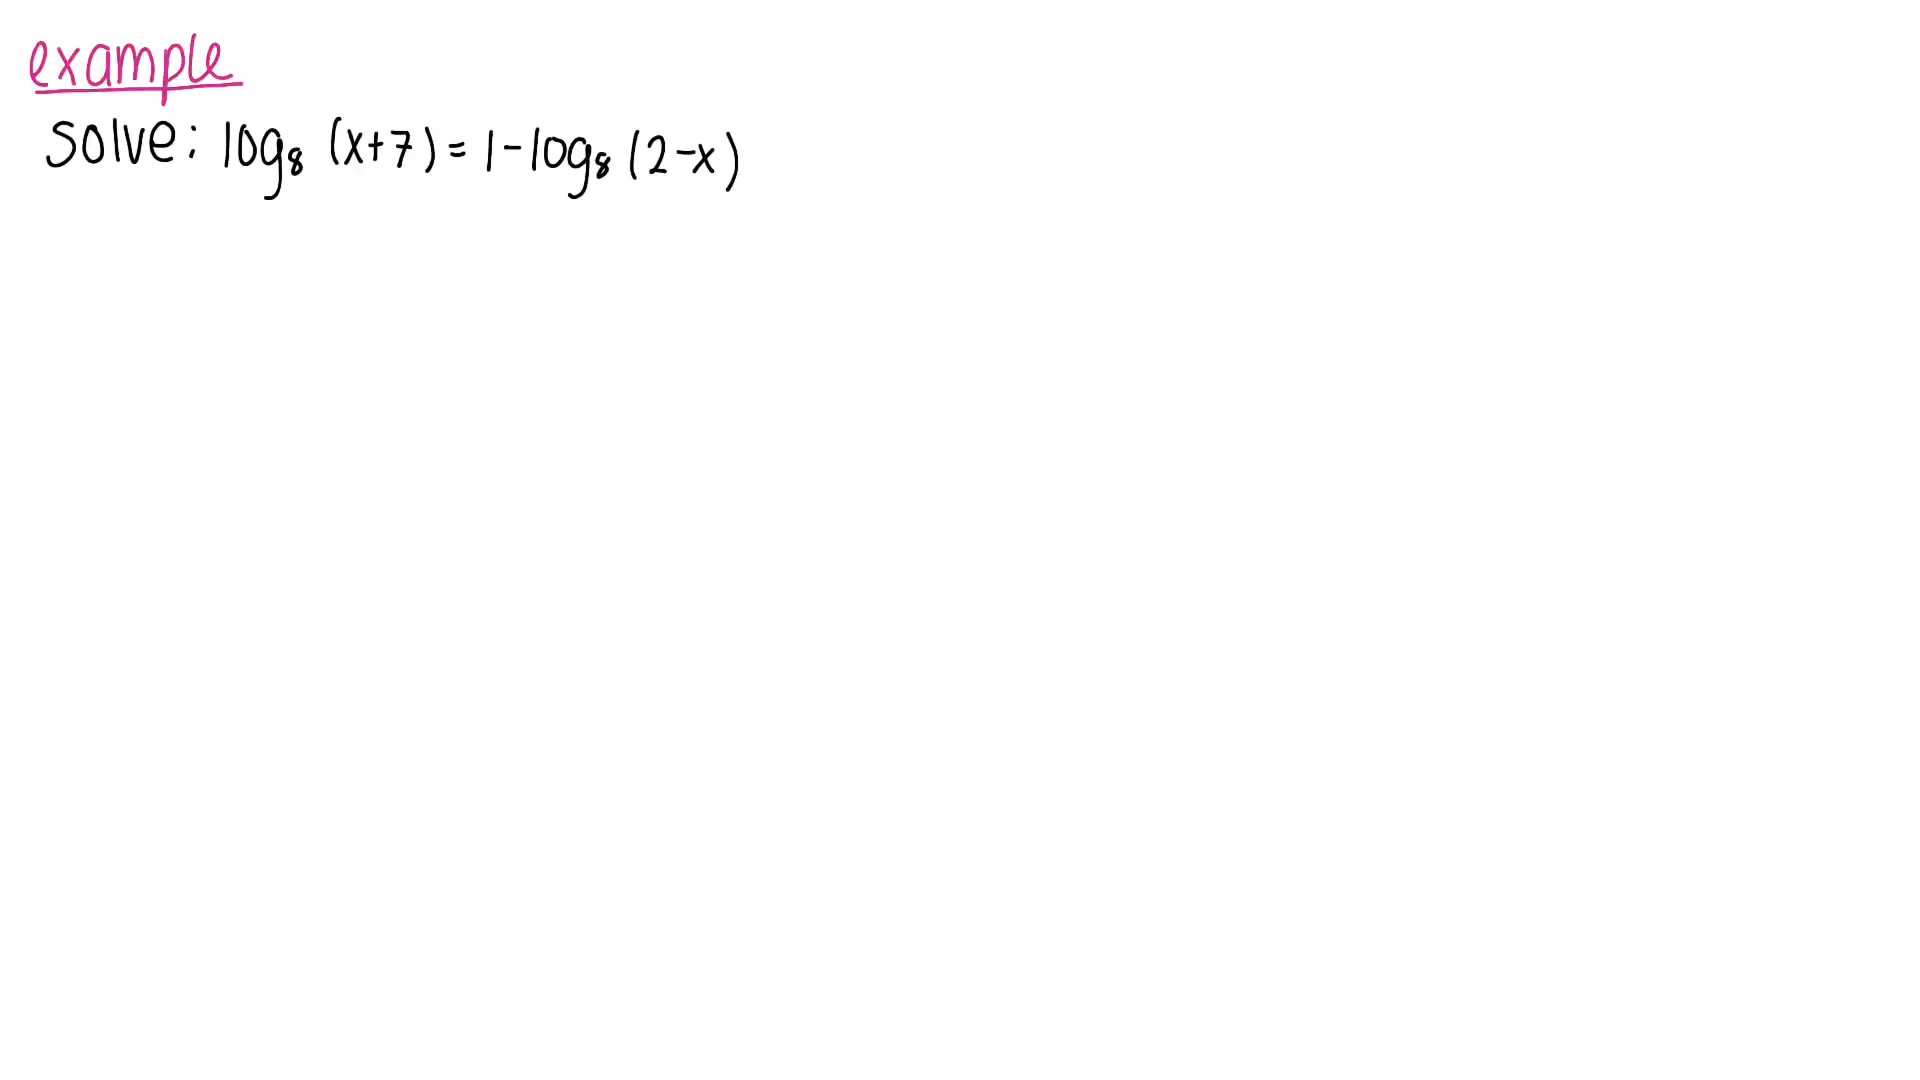 example
Solve: log₈ (x+7) = 1 - log₈ (2-x)